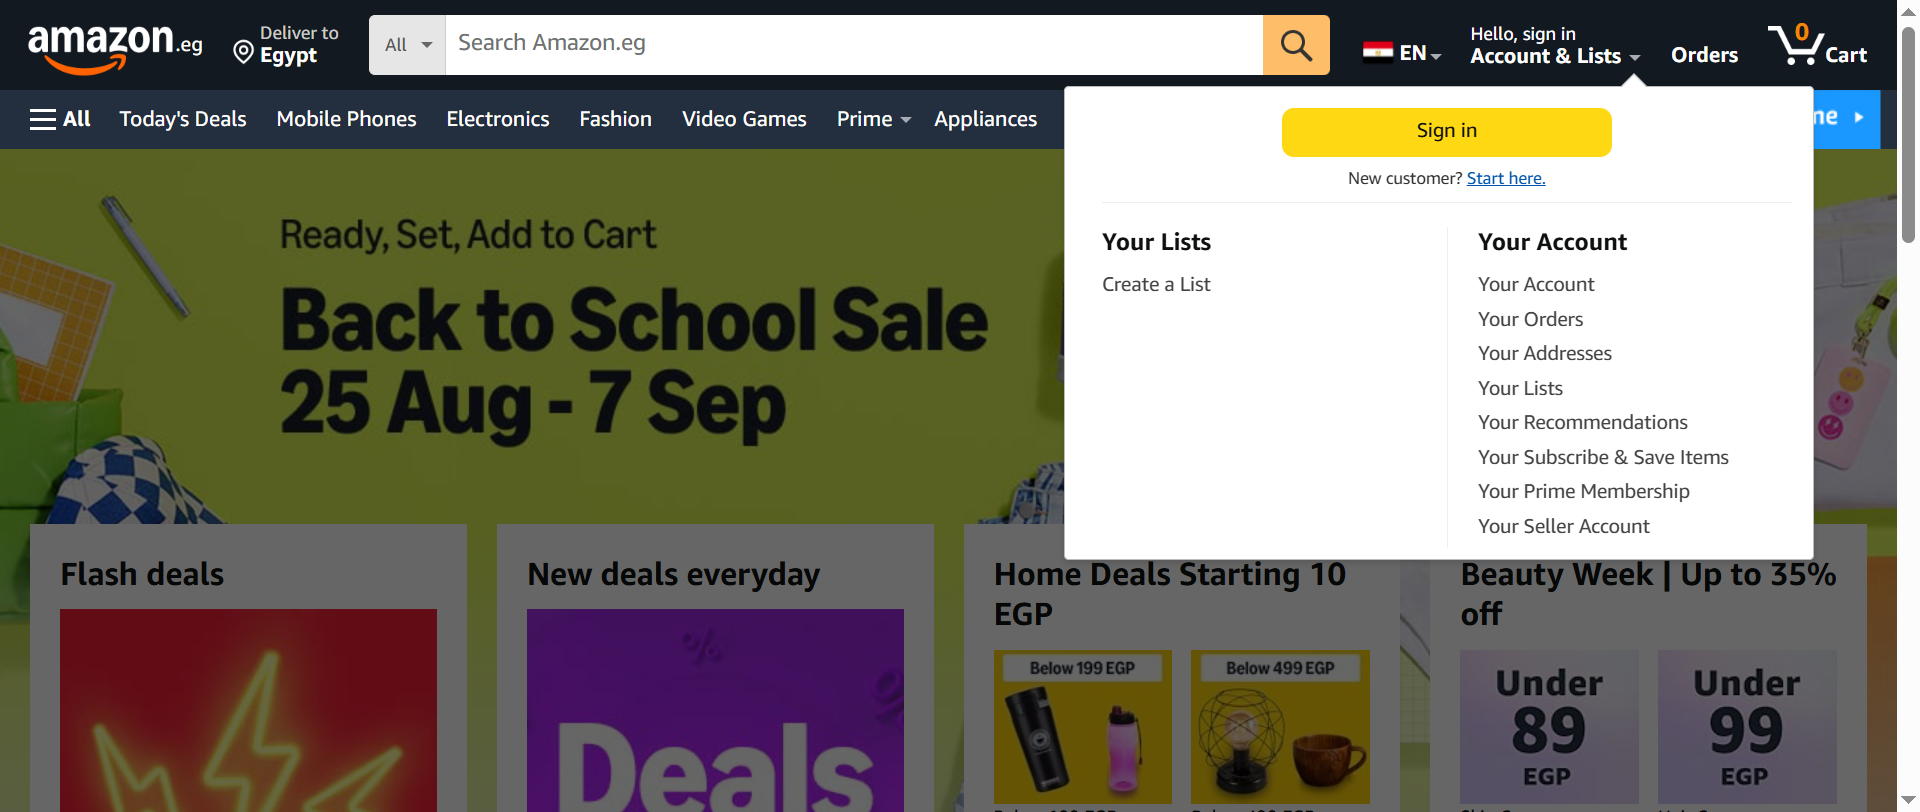 amazon.eg
Deliver to
Egypt
All
Search Amazon.eg
EN
Hello, sign in
Account & Lists
Orders
0
Cart
All
Today's Deals
Mobile Phones
Electronics
Fashion
Video Games
Prime
Appliances
Sign in
New customer? Start here.
Your Lists
Create a List
Your Account
Your Account
Your Orders
Your Addresses
Your Lists
Your Recommendations
Your Subscribe & Save Items
Your Prime Membership
Your Seller Account
Ready, Set, Add to Cart
Back to School Sale
25 Aug - 7 Sep
Flash deals
New deals everyday
Deals
Home Deals Starting 10
EGP
Below 199 EGP
Below 499 EGP
Beauty Week | Up to 35%
off
Under
89
EGP
Under
99
EGP